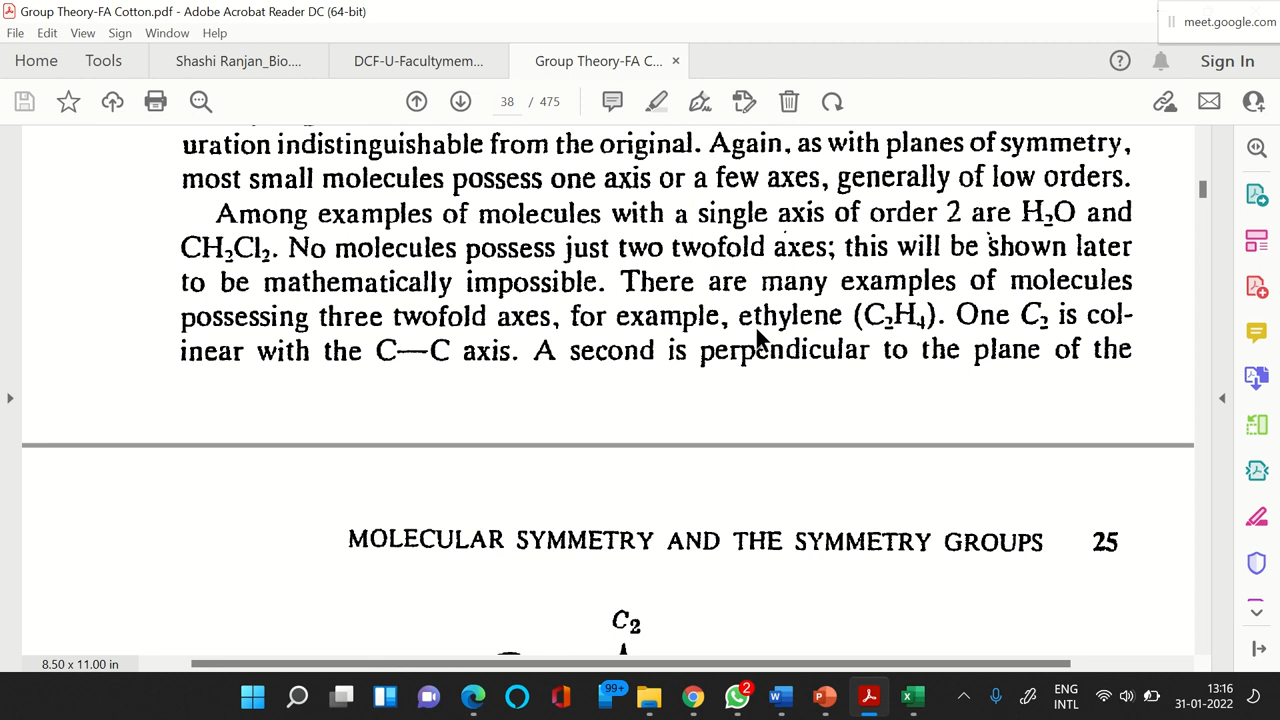 Group Theory-FA Cotton.pdf - Adobe Acrobat Reader DC (64-bit)
meet.google.com
File Edit View Sign Window Help
Home Tools Shashi Ranjan_Bio.... DCF-U-Facultymem... Group Theory-FA C... ×
Sign In
38 / 475
uration indistinguishable from the original. Again, as with planes of symmetry,
most small molecules possess one axis or a few axes, generally of low orders.
Among examples of molecules with a single axis of order 2 are H₂O and
CH₂Cl₂. No molecules possess just two twofold axes; this will be shown later
to be mathematically impossible. There are many examples of molecules
possessing three twofold axes, for example, ethylene (C₂H₄). One C₂ is col-
inear with the C—C axis. A second is perpendicular to the plane of the
MOLECULAR SYMMETRY AND THE SYMMETRY GROUPS 25
C₂
8.50 x 11.00 in
99+
2
ENG
INTL
13:16
31-01-2022